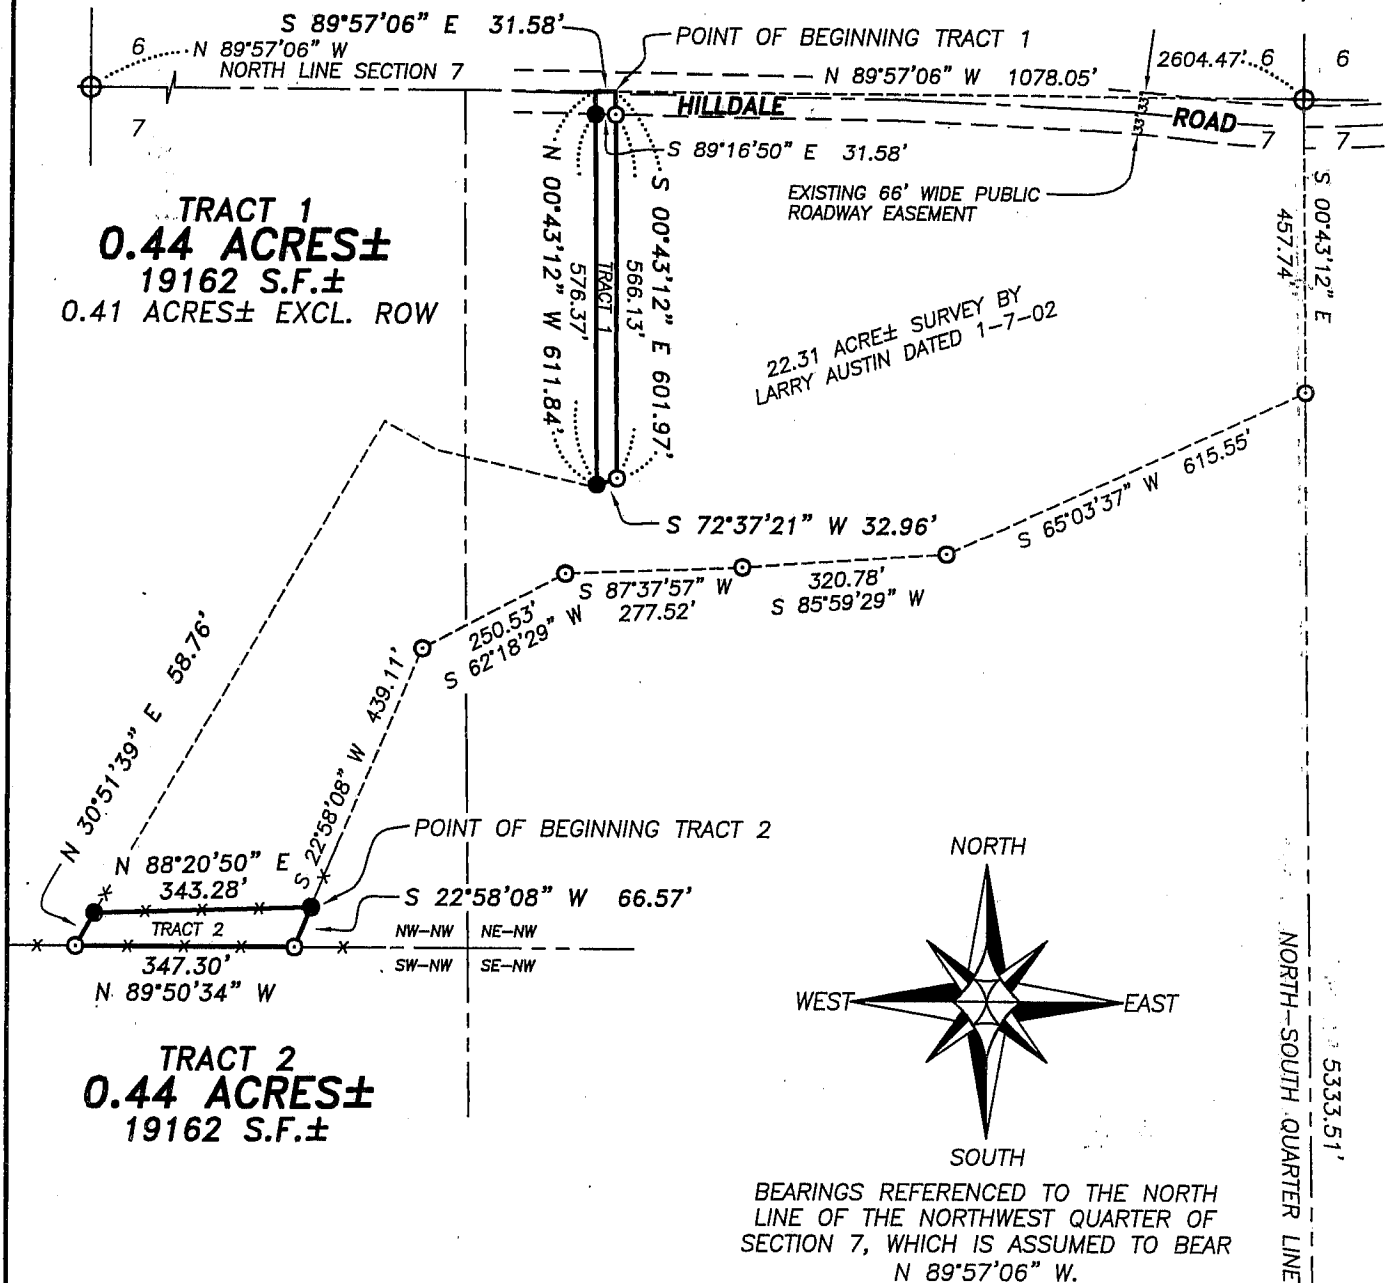 S 89°57'06" E 31.58'
POINT OF BEGINNING TRACT 1
6
N 89°57'06" W
NORTH LINE SECTION 7
N 89°57'06" W 1078.05'
2604.47'
6
6
7
HILLDALE
ROAD
33' 33'
7
7
S 89°16'50" E 31.58'
EXISTING 66' WIDE PUBLIC
ROADWAY EASEMENT
TRACT 1
0.44 ACRES±
19162 S.F.±
0.41 ACRES± EXCL. ROW
N 00°43'12" W 611.84'
576.37'
TRACT 1
566.13'
S 00°43'12" E 601.97'
S 00°43'12" E
457.74'
22.31 ACRE± SURVEY BY
LARRY AUSTIN DATED 1-7-02
S 72°37'21" W 32.96'
S 65°03'37" W 615.55'
320.78'
S 85°59'29" W
S 87°37'57" W
277.52'
250.53'
S 62°18'29" W
S 22°58'08" W 439.11'
N 30°51'39" E 58.76'
POINT OF BEGINNING TRACT 2
N 88°20'50" E
343.28'
S 22°58'08" W 66.57'
TRACT 2
NW-NW
NE-NW
SW-NW
SE-NW
347.30'
N 89°50'34" W
TRACT 2
0.44 ACRES±
19162 S.F.±
NORTH
WEST
EAST
SOUTH
NORTH-SOUTH QUARTER LINE
5333.51'
BEARINGS REFERENCED TO THE NORTH
LINE OF THE NORTHWEST QUARTER OF
SECTION 7, WHICH IS ASSUMED TO BEAR
N 89°57'06" W.